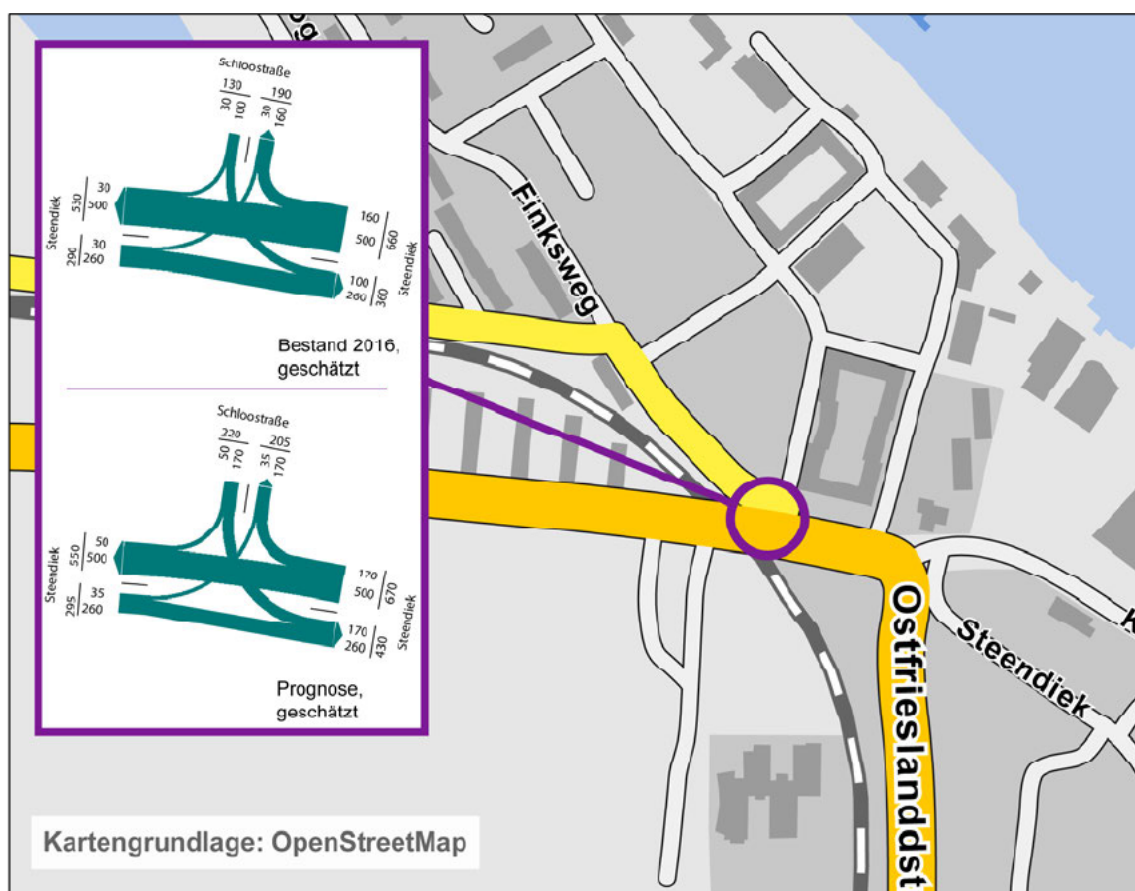 Schloostraße
130
190
30
100
30
160
30
500
530
Steendiek
30
260
290
160
500
660
100
260
360
Steendiek
Bestand 2016,
geschätzt
Schloostraße
220
205
50
170
35
170
50
500
550
Steendiek
35
260
295
170
500
670
170
260
430
Steendiek
Prognose,
geschätzt
Finksweg
Ostfrieslanddst
Steendiek
K
Kartengrundlage: OpenStreetMap